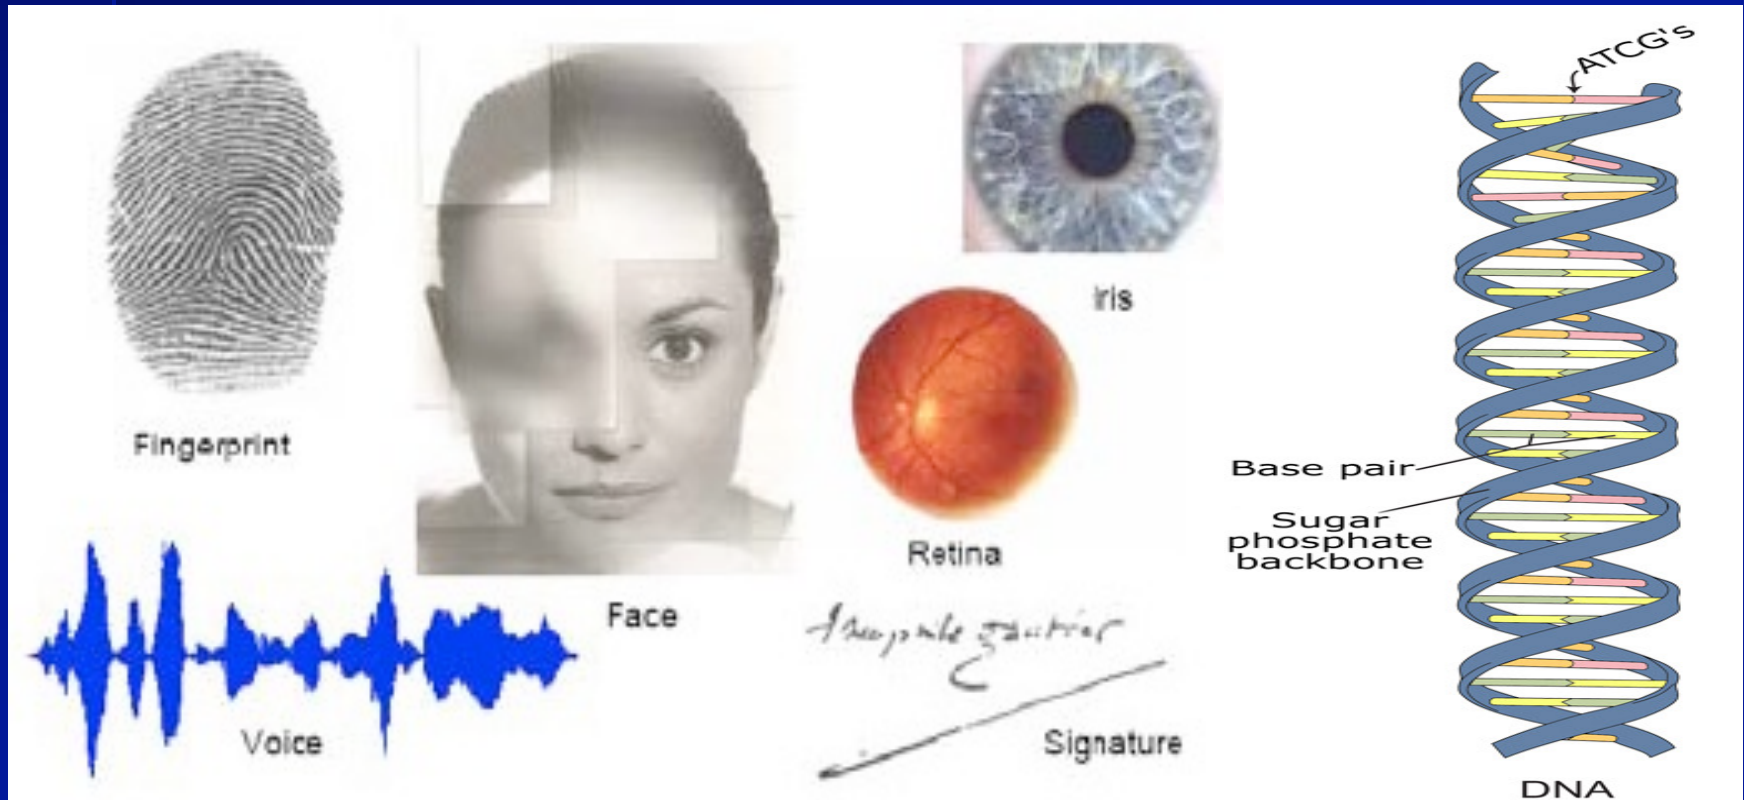 ATCG's
Iris
Fingerprint
Base pair
Sugar
phosphate
backbone
Retina
Face
Voice
Signature
DNA